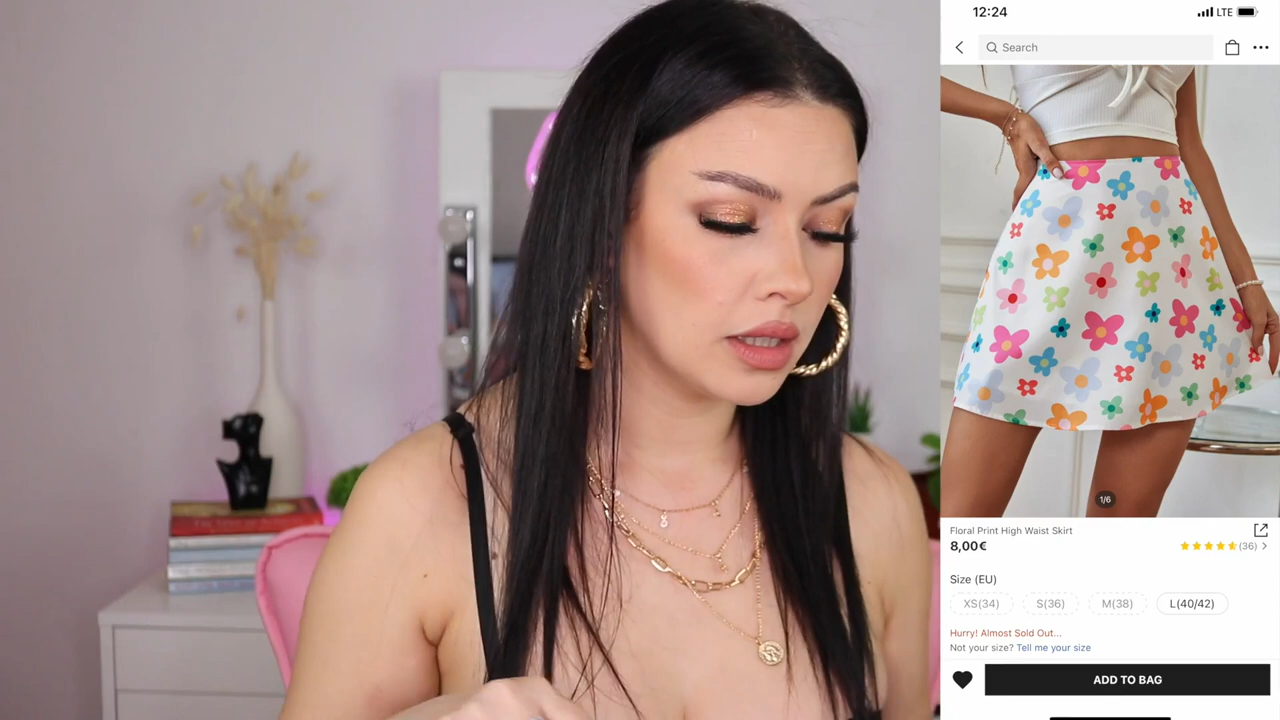 12:24
LTE
Search
1/6
Floral Print High Waist Skirt
8,00€
(36)
Size (EU)
XS(34) S(36) M(38) L(40/42)
Hurry! Almost Sold Out...
Not your size? Tell me your size
ADD TO BAG